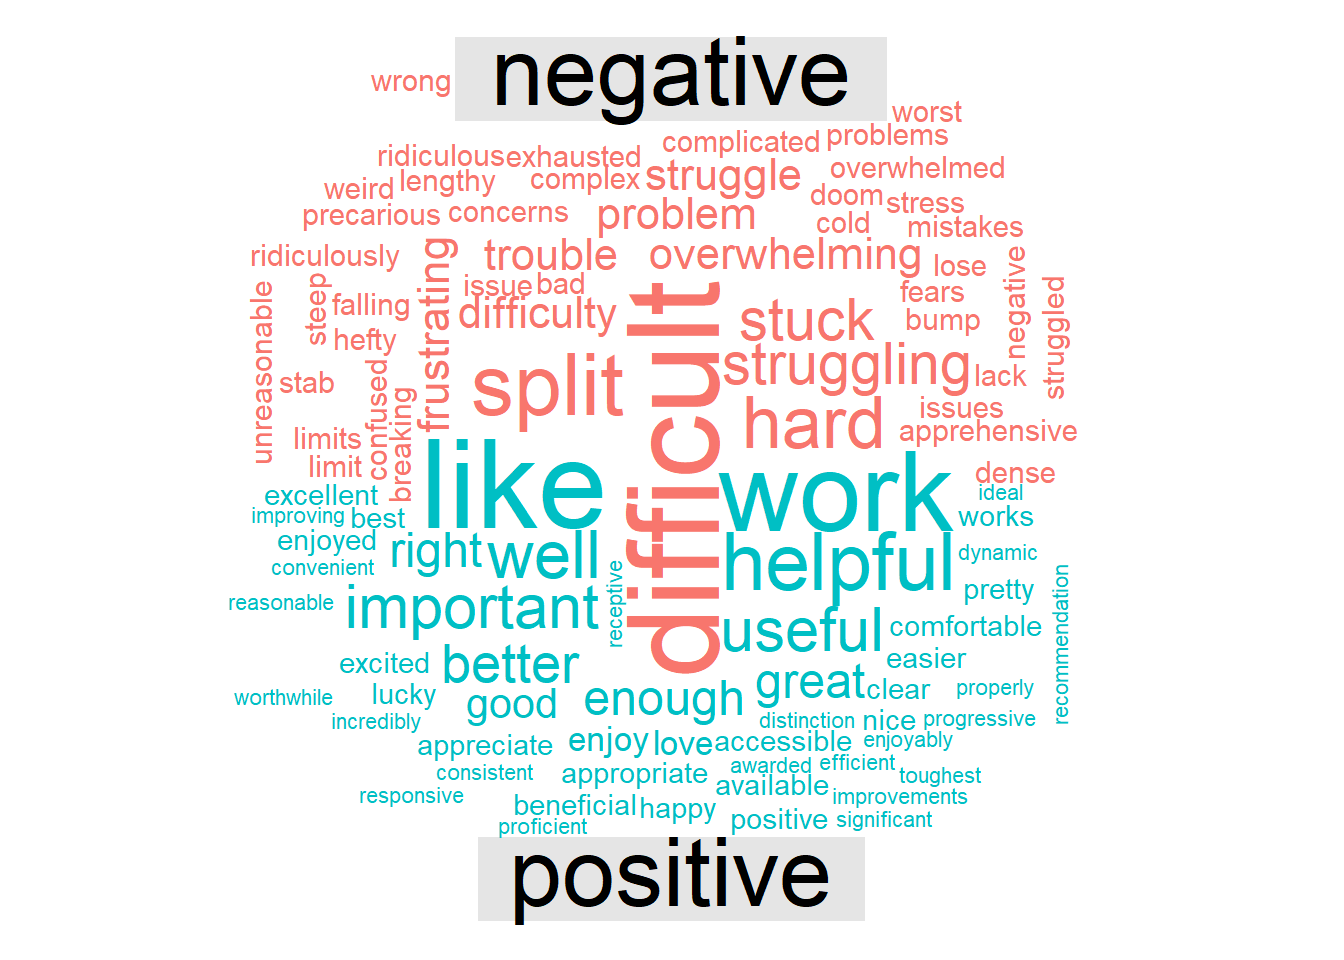 negative
wrong
worst
complicated
problems
ridiculous
exhausted
struggle
overwhelmed
weird
lengthy
complex
doom
stress
precarious
concerns
problem
cold
mistakes
ridiculously
frustrating
trouble
overwhelming
lose
negative
unreasonable
steep
falling
issue
bad
difficult
fears
struggled
hefty
difficulty
stuck
bump
stab
confused
breaking
split
struggling
lack
limits
hard
issues
apprehensive
limit
like
work
dense
excellent
ideal
improving
best
works
enjoyed
right
well
helpful
dynamic
convenient
receptive
pretty
recommendation
reasonable
important
useful
comfortable
excited
better
easier
worthwhile
lucky
good
enough
great
clear
properly
incredibly
distinction
nice
progressive
appreciate
enjoy
love
accessible
enjoyably
consistent
appropriate
awarded
efficient
toughest
responsive
available
improvements
beneficial
happy
positive
significant
proficient
positive